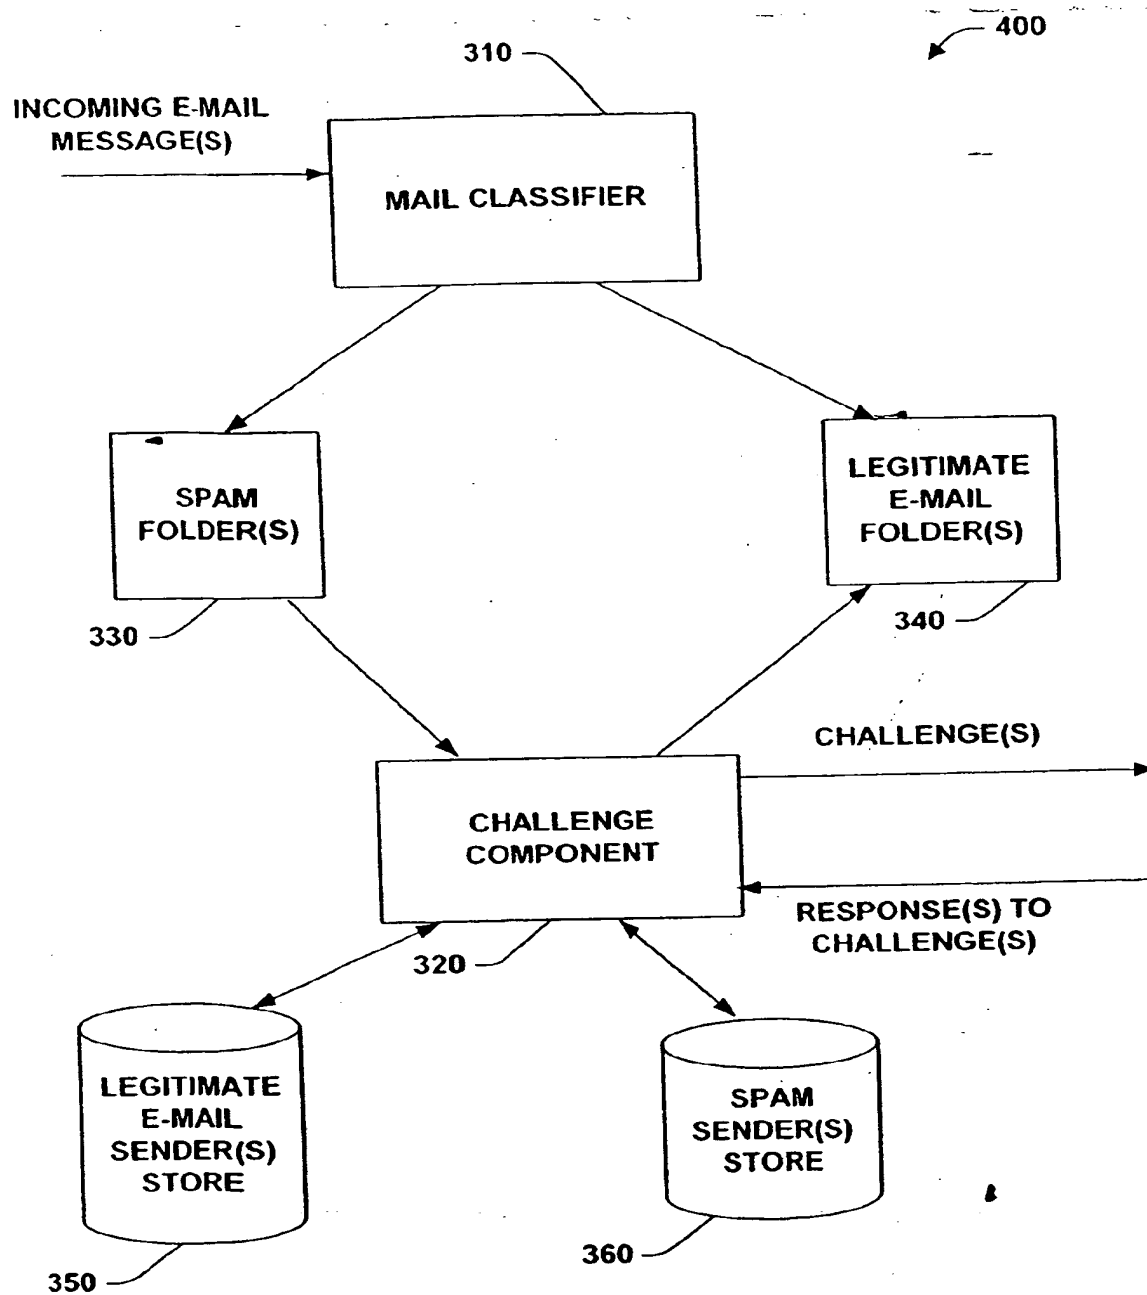 400
310
INCOMING E-MAIL
MESSAGE(S)
MAIL CLASSIFIER
SPAM
FOLDER(S)
LEGITIMATE
E-MAIL
FOLDER(S)
330
340
CHALLENGE(S)
CHALLENGE
COMPONENT
RESPONSE(S) TO
CHALLENGE(S)
320
LEGITIMATE
E-MAIL
SENDER(S)
STORE
SPAM
SENDER(S)
STORE
350
360